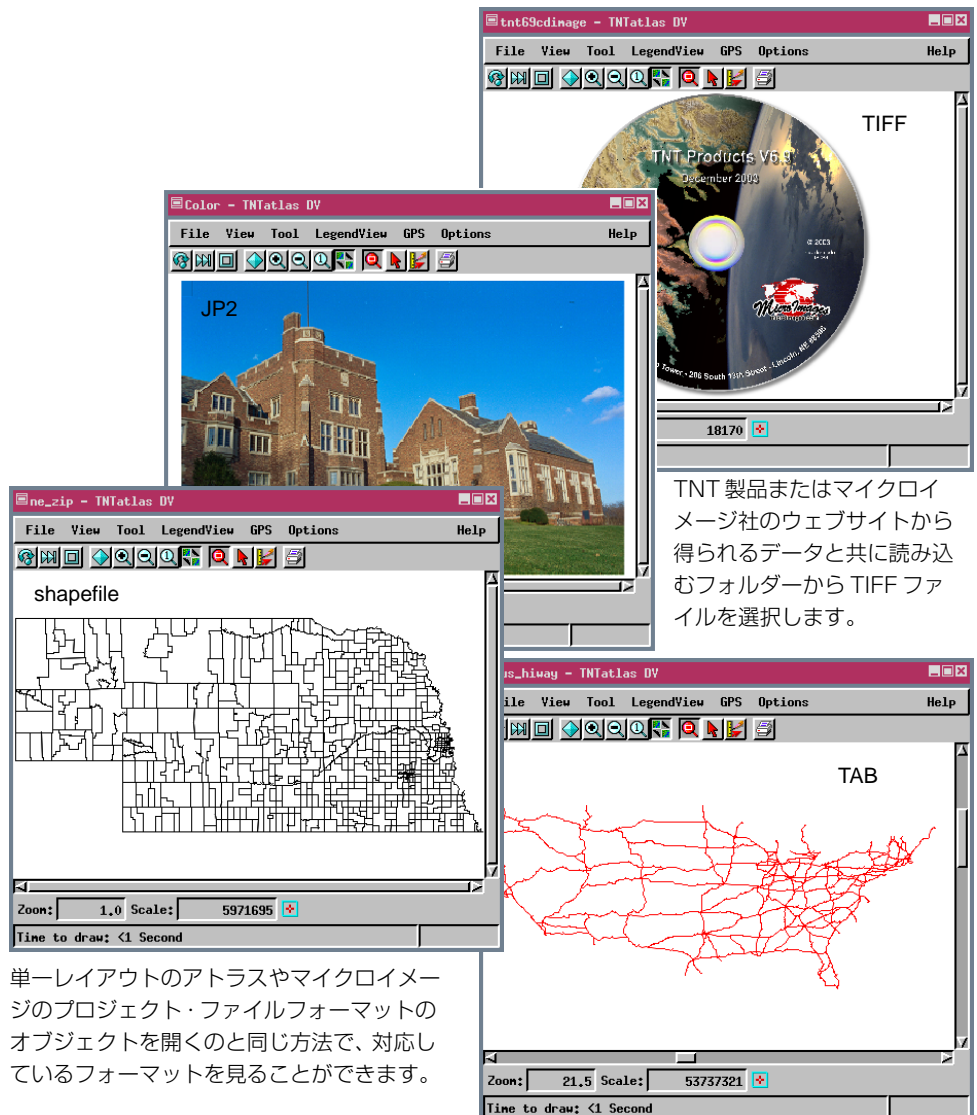 tnt69cdimage - TNTatlas DV
File View Tool LegendView GPS Options Help
TIFF
TNT Products V6.9
December 2003
© 2003
MicroImages
Tower - 206 South 13th Street - Lincoln, NE 68508
18170
Color - TNTatlas DV
File View Tool LegendView GPS Options Help
JP2
TNT 製品またはマイクロイ
メージ社のウェブサイトから
得られるデータと共に読み込
むフォルダーから TIFF ファ
イルを選択します。
ne_zip - TNTatlas DV
File View Tool LegendView GPS Options Help
shapefile
Zoom: 1.0 Scale: 5971695
Time to draw: <1 Second
us_hiway - TNTatlas DV
ile View Tool LegendView GPS Options Help
TAB
Zoom: 21.5 Scale: 53737321
Time to draw: <1 Second
単一レイアウトのアトラスやマイクロイメー
ジのプロジェクト・ファイルフォーマットの
オブジェクトを開くのと同じ方法で、対応し
ているフォーマットを見ることができます。